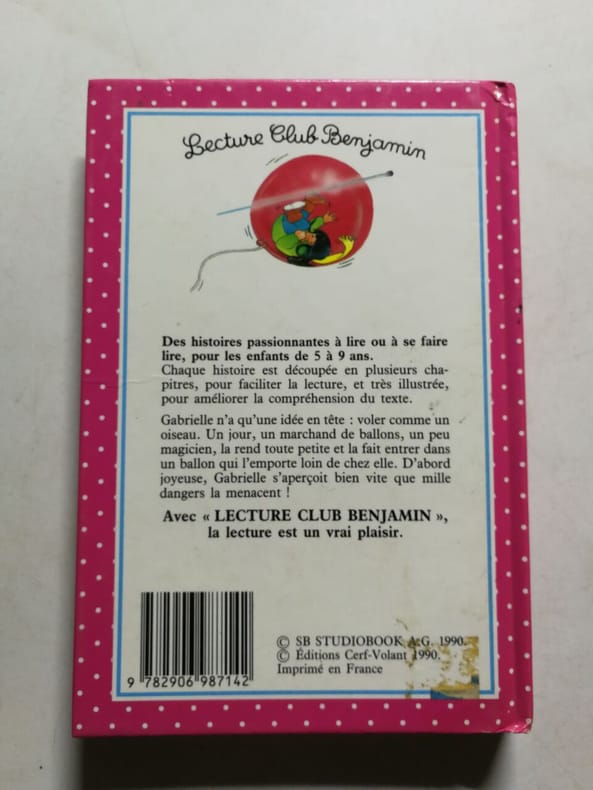 Lecture Club Benjamin
Des histoires passionnantes à lire ou à se faire
lire, pour les enfants de 5 à 9 ans.
Chaque histoire est découpée en plusieurs cha-
pitres, pour faciliter la lecture, et très illustrée,
pour améliorer la compréhension du texte.
Gabrielle n'a qu'une idée en tête : voler comme un
oiseau. Un jour, un marchand de ballons, un peu
magicien, la rend toute petite et la fait entrer dans
un ballon qui l'emporte loin de chez elle. D'abord
joyeuse, Gabrielle s'aperçoit bien vite que mille
dangers la menacent !
Avec « LECTURE CLUB BENJAMIN »,
la lecture est un vrai plaisir.
© SB STUDIOBOOK A.G. 1990.
© Éditions Cerf-Volant 1990.
Imprimé en France
9 782906 987142